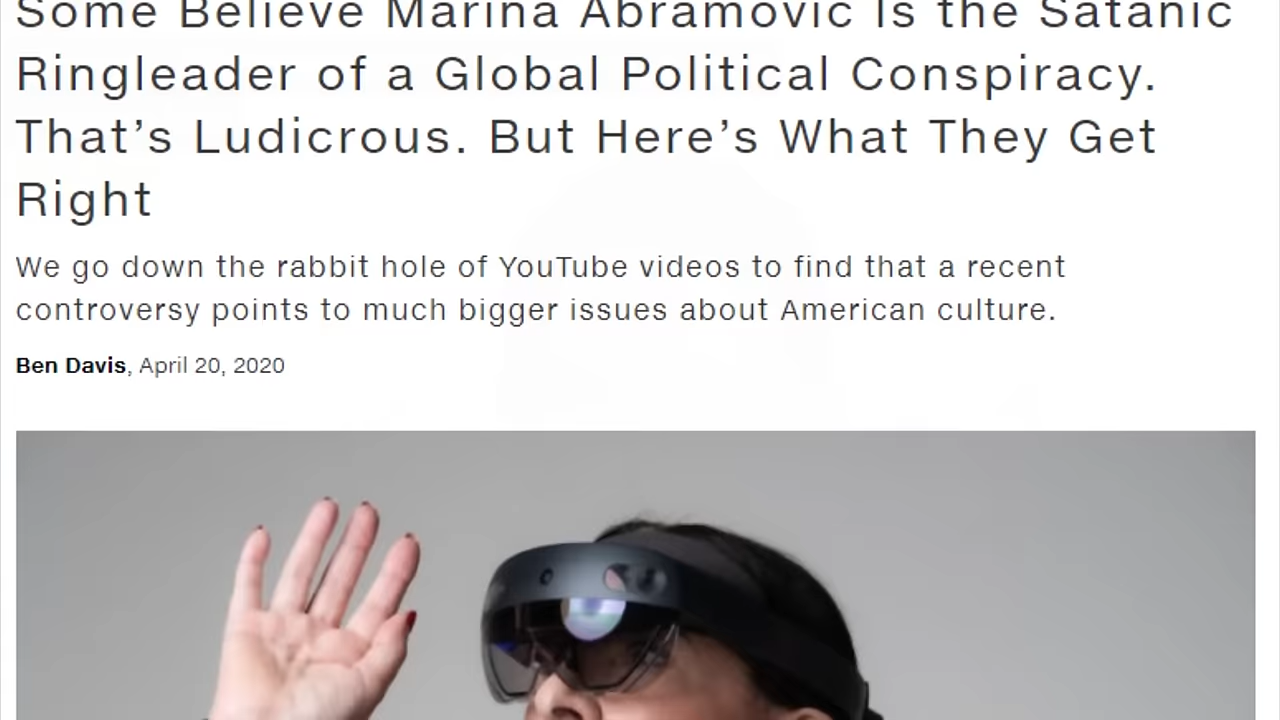 Some Believe Marina Abramović Is the Satanic
Ringleader of a Global Political Conspiracy.
That’s Ludicrous. But Here’s What They Get
Right
We go down the rabbit hole of YouTube videos to find that a recent
controversy points to much bigger issues about American culture.
Ben Davis, April 20, 2020